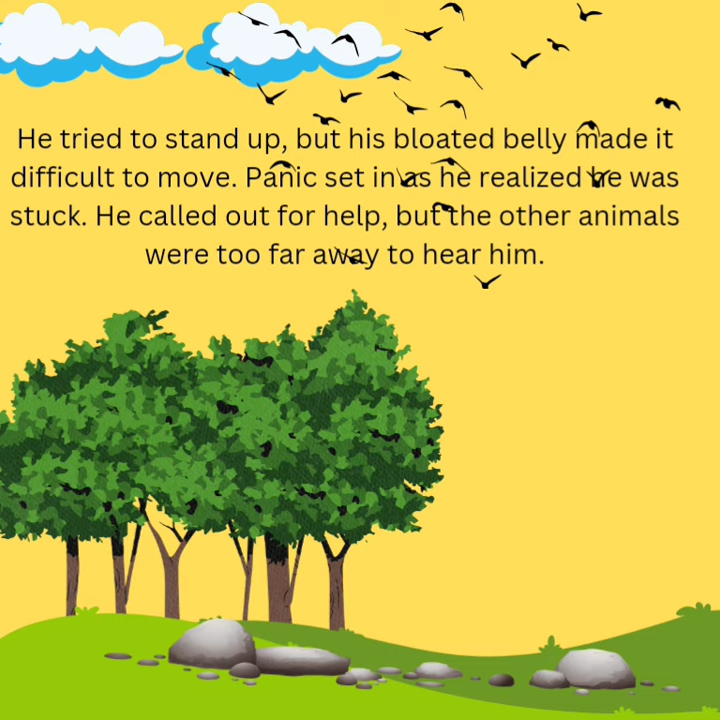 He tried to stand up, but his bloated belly made it
difficult to move. Panic set in as he realized he was
stuck. He called out for help, but the other animals
were too far away to hear him.